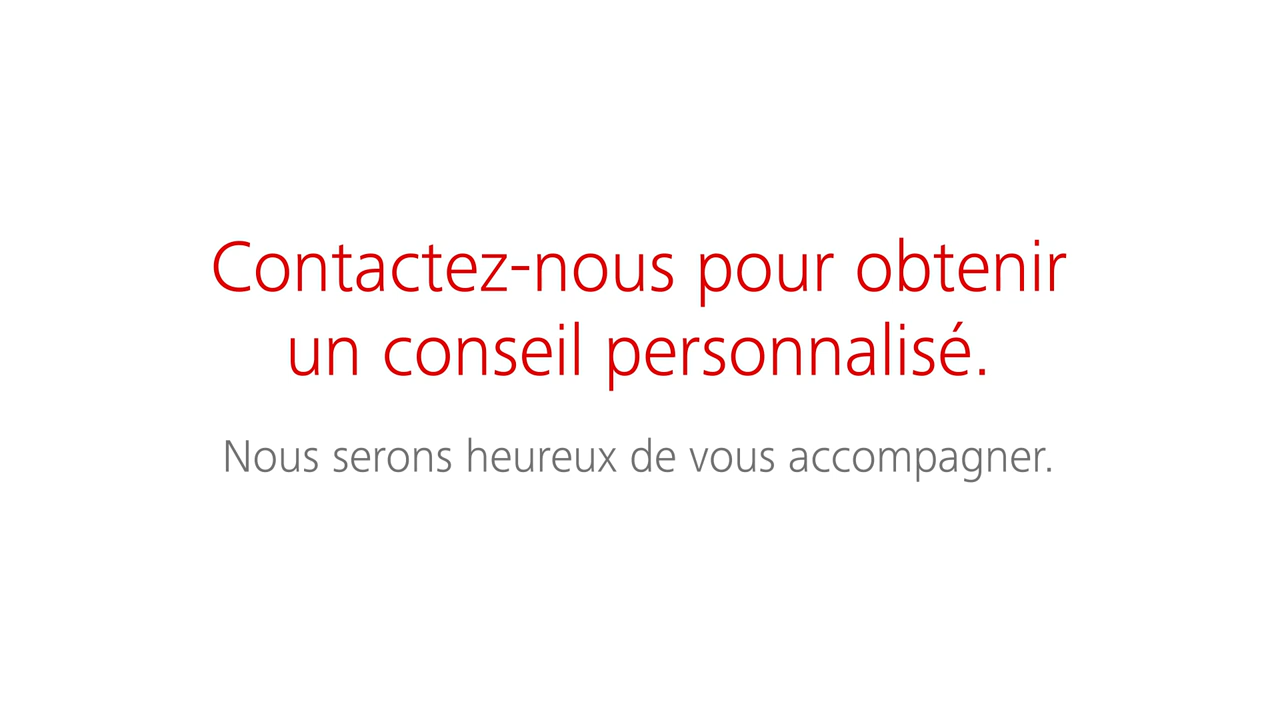 Contactez-nous pour obtenir
un conseil personnalisé.
Nous serons heureux de vous accompagner.